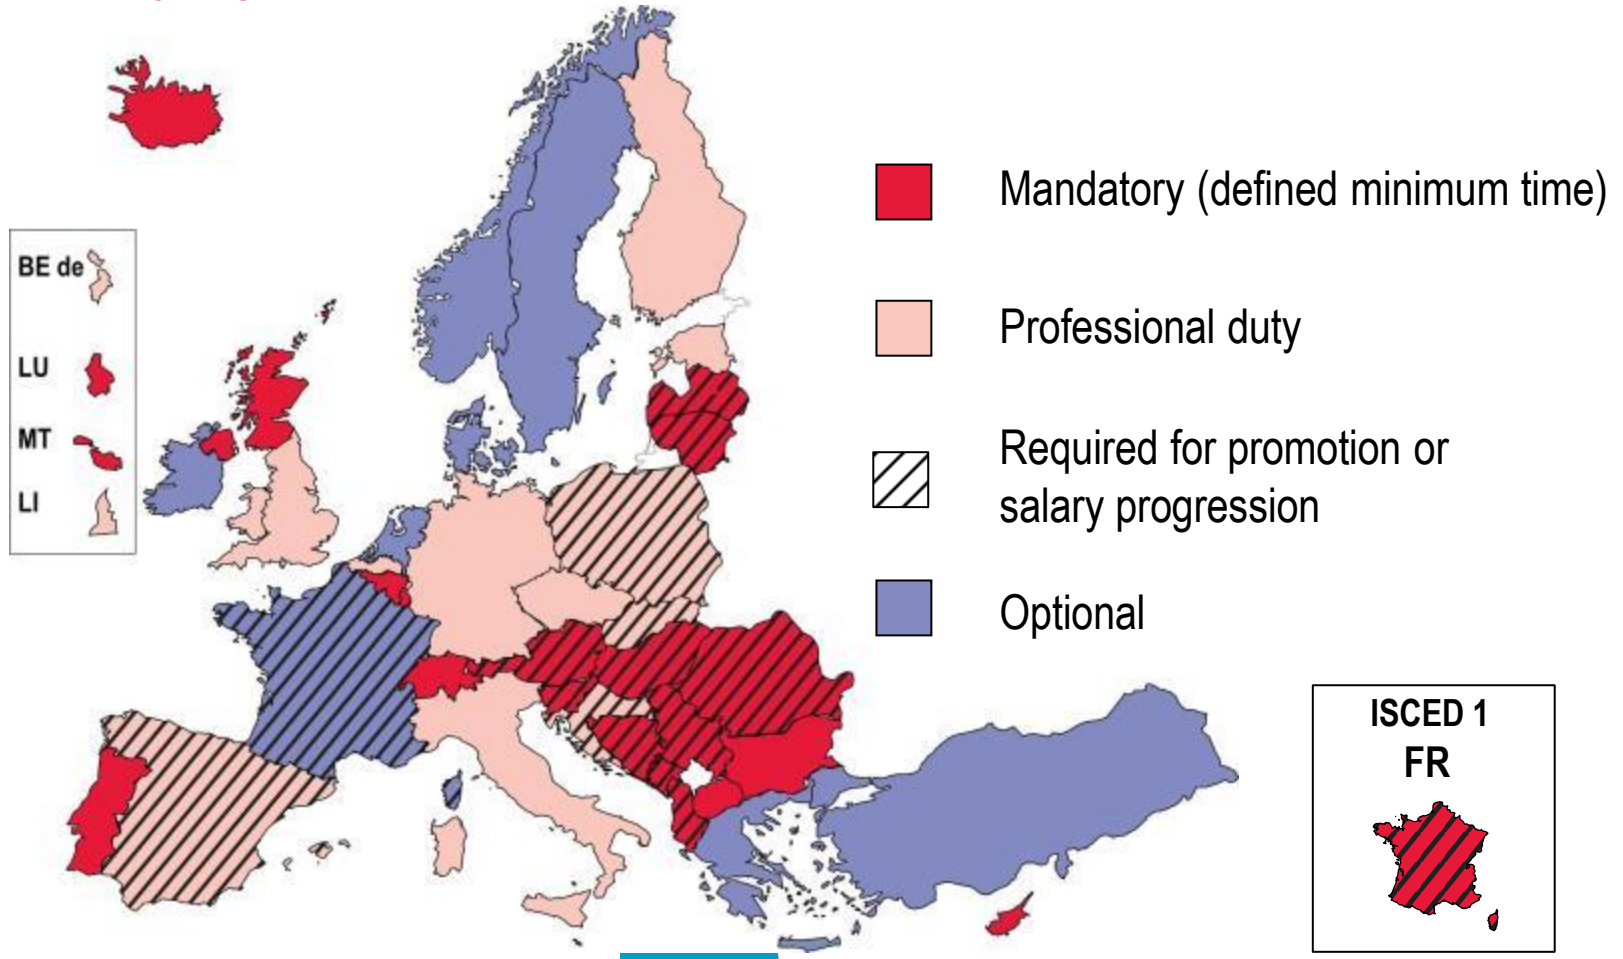 Mandatory (defined minimum time)
Professional duty
Required for promotion or
salary progression
Optional
BE de
LU
MT
LI
ISCED 1
FR